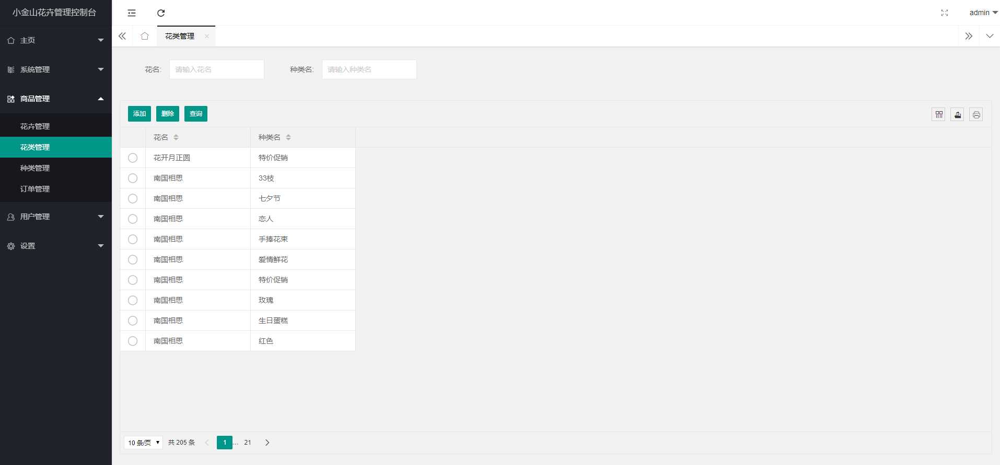 小金山花卉管理控制台
admin
主页
系统管理
商品管理
花卉管理
花类管理
种类管理
订单管理
用户管理
设置
花类管理
花名: 请输入花名 种类名: 请输入种类名
添加 删除 查询
花名 种类名
花开月正圆 特价促销
南国相思 33枝
南国相思 七夕节
南国相思 恋人
南国相思 手捧花束
南国相思 爱情鲜花
南国相思 特价促销
南国相思 玫瑰
南国相思 生日蛋糕
南国相思 红色
10 条/页 共 205 条 1 … 21